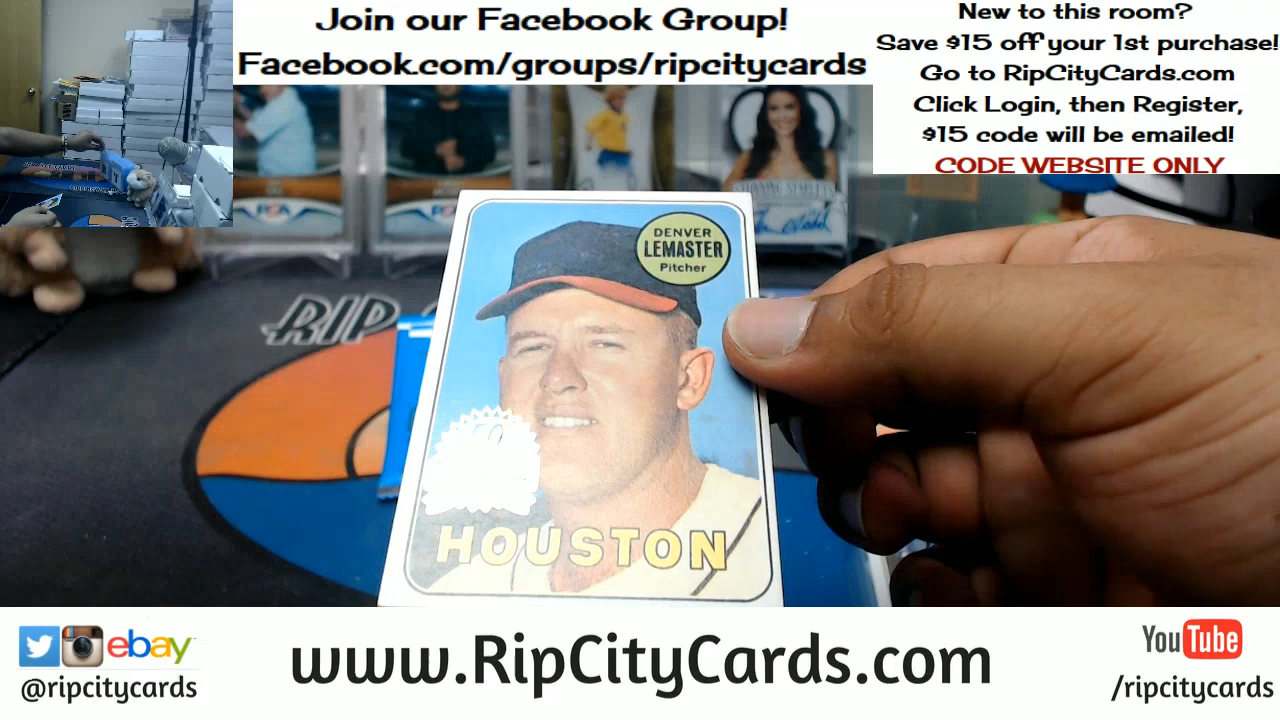 Join our Facebook Group!
Facebook.com/groups/ripcitycards
New to this room?
Save $15 off your 1st purchase!
Go to RipCityCards.com
Click Login, then Register,
$15 code will be emailed!
CODE WEBSITE ONLY
DENVER
LEMASTER
Pitcher
RIP
HOUSTON
ebay
@ripcitycards
www.RipCityCards.com
YouTube
/ripcitycards